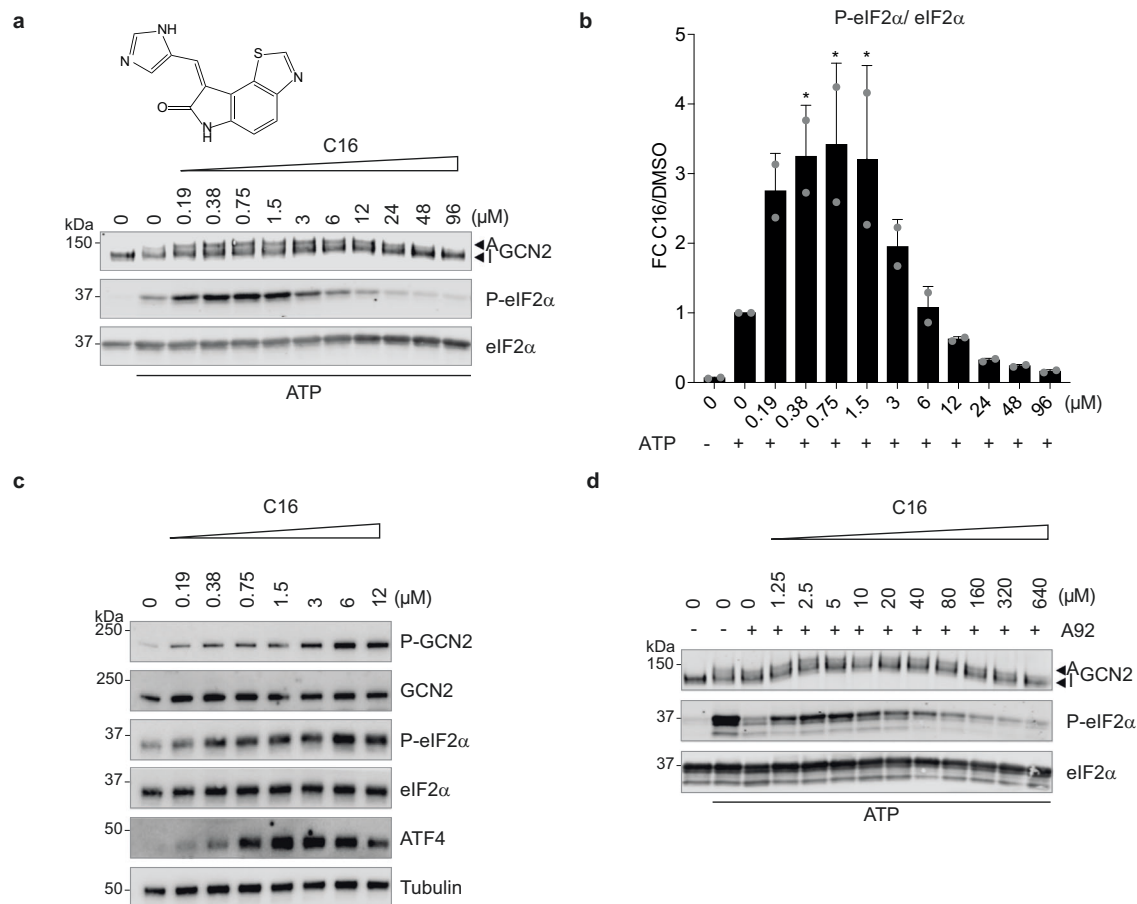 a
NH
N
S
N
O
N
H
C16
0 0 0.19 0.38 0.75 1.5 3 6 12 24 48 96 (µM)
kDa
150
A
I
GCN2
37
P-eIF2α
37
eIF2α
ATP
b
P-eIF2α/ eIF2α
FC C16/DMSO
5
4
3
2
1
0
* * *
0 0 0.19 0.38 0.75 1.5 3 6 12 24 48 96 (µM)
ATP - + + + + + + + + + + +
c
C16
0 0.19 0.38 0.75 1.5 3 6 12 (µM)
kDa
250
P-GCN2
250
GCN2
37
P-eIF2α
37
eIF2α
50
ATF4
50
Tubulin
d
C16
0 0 0 1.25 2.5 5 10 20 40 80 160 320 640 (µM)
- - + + + + + + + + + + + A92
kDa
150
A
I
GCN2
37
P-eIF2α
37
eIF2α
ATP